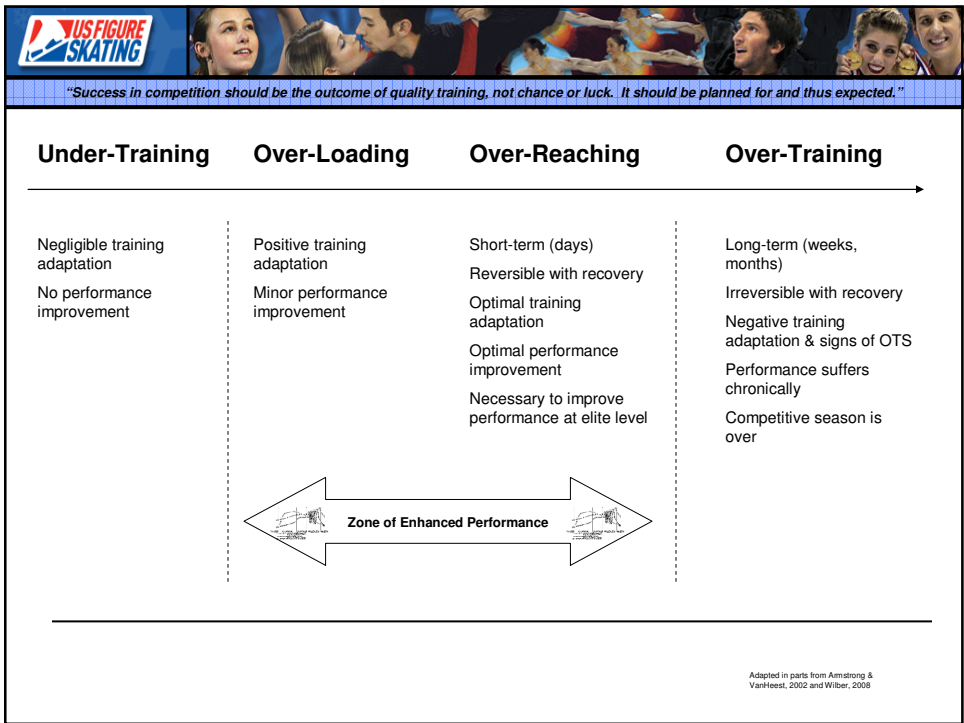 US FIGURE
SKATING
“Success in competition should be the outcome of quality training, not chance or luck. It should be planned for and thus expected.”
Under-Training
Over-Loading
Over-Reaching
Over-Training
Negligible training
adaptation
No performance
improvement
Positive training
adaptation
Minor performance
improvement
Short-term (days)
Reversible with recovery
Optimal training
adaptation
Optimal performance
improvement
Necessary to improve
performance at elite level
Long-term (weeks,
months)
Irreversible with recovery
Negative training
adaptation & signs of OTS
Performance suffers
chronically
Competitive season is
over
Zone of Enhanced Performance
Adapted in parts from Armstrong &
VanHeest, 2002 and Wilber, 2008